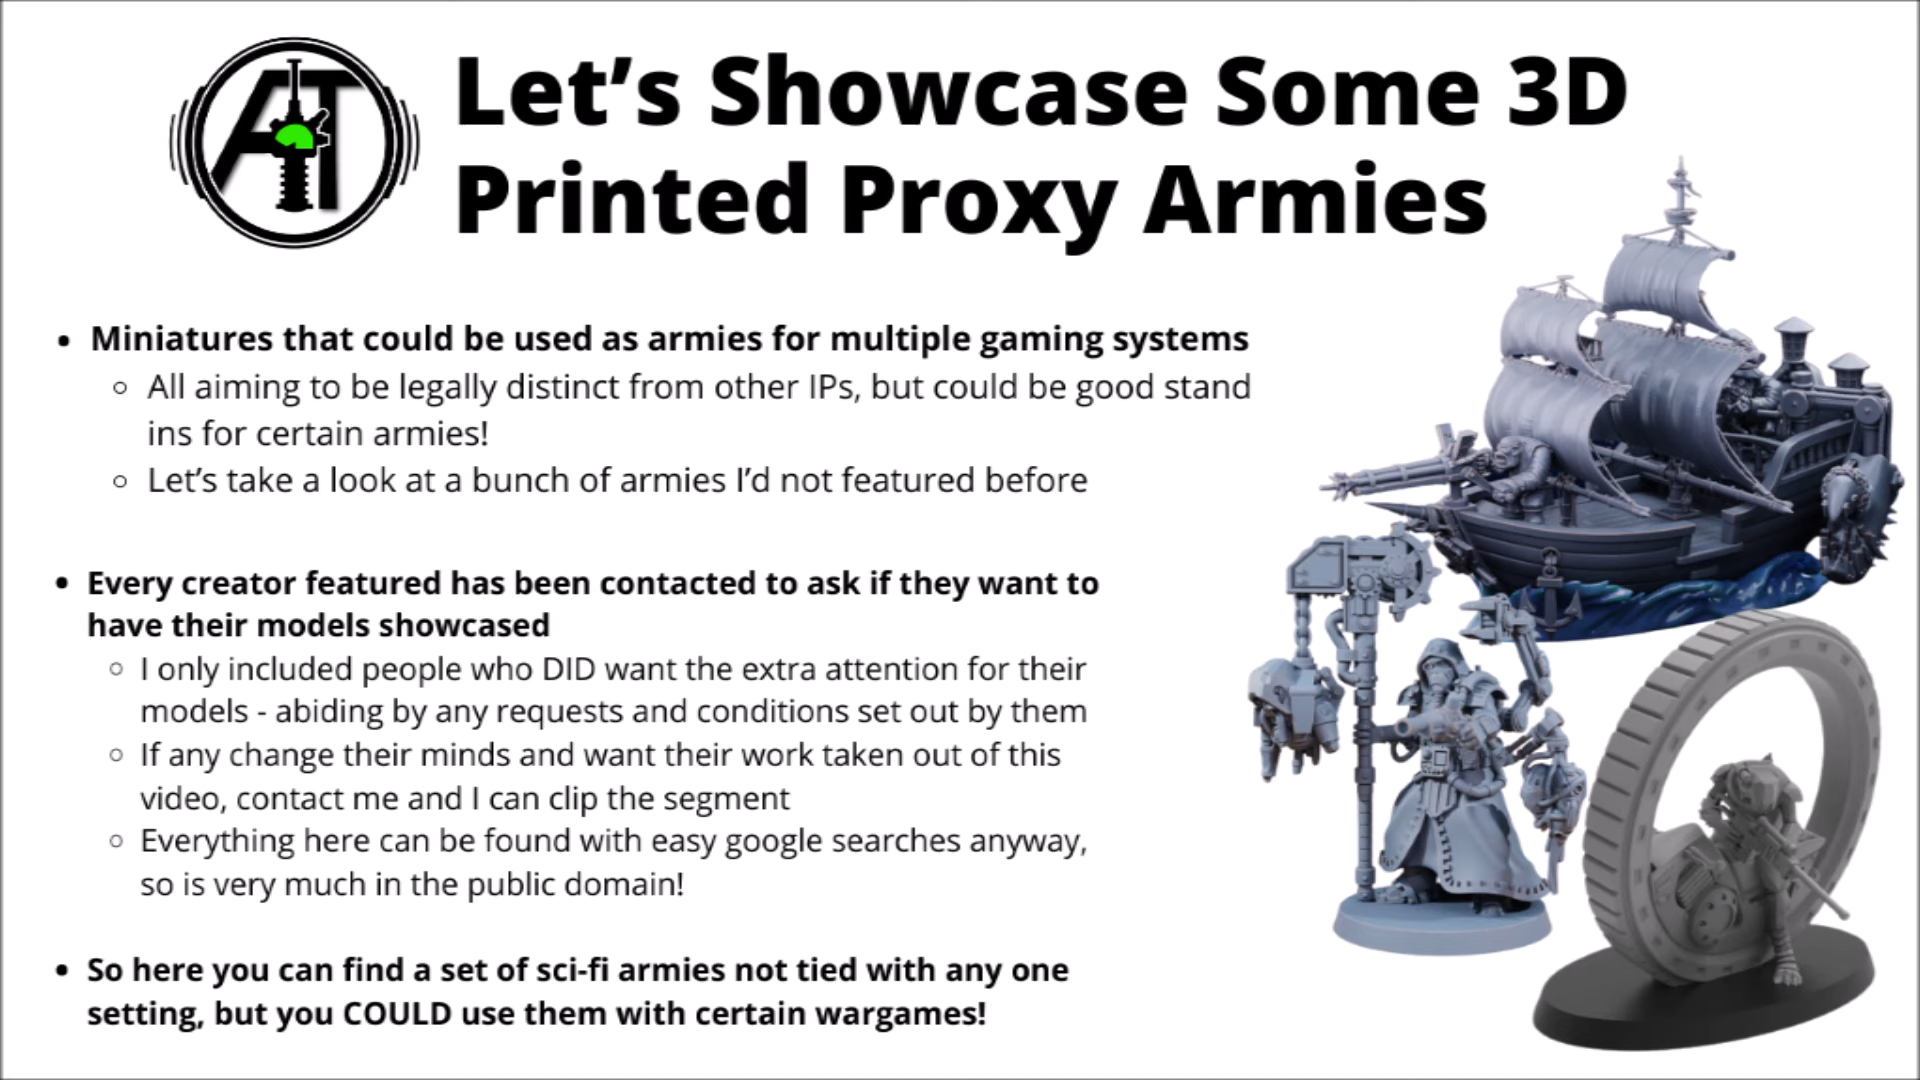 AT
Let’s Showcase Some 3D
Printed Proxy Armies
• Miniatures that could be used as armies for multiple gaming systems
○ All aiming to be legally distinct from other IPs, but could be good stand
ins for certain armies!
○ Let’s take a look at a bunch of armies I’d not featured before
• Every creator featured has been contacted to ask if they want to
have their models showcased
○ I only included people who DID want the extra attention for their
models - abiding by any requests and conditions set out by them
○ If any change their minds and want their work taken out of this
video, contact me and I can clip the segment
○ Everything here can be found with easy google searches anyway,
so is very much in the public domain!
• So here you can find a set of sci-fi armies not tied with any one
setting, but you COULD use them with certain wargames!